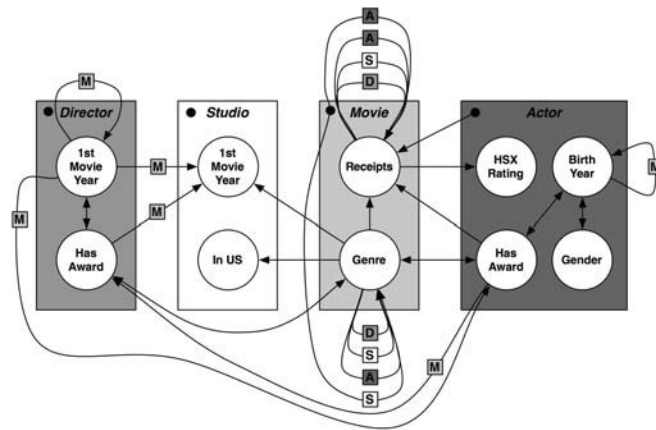 A
A
S
D
M
Director
Studio
Movie
Actor
1st
Movie
Year
M
1st
Movie
Year
Receipts
HSX
Rating
Birth
Year
M
M
M
Has
Award
In US
Genre
Has
Award
Gender
D
S
A
S
M